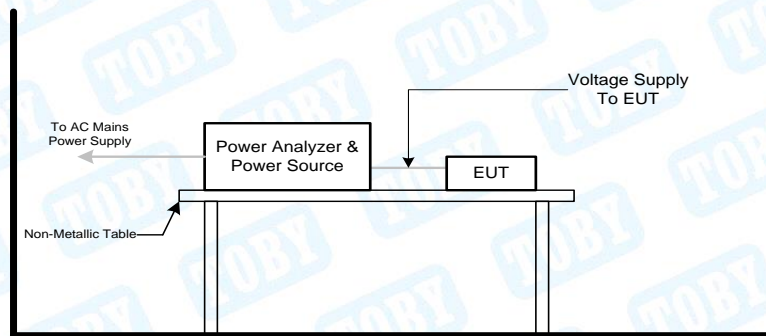 TOBY
Voltage Supply
To EUT
To AC Mains
Power Supply
Power Analyzer &
Power Source
EUT
Non-Metallic Table